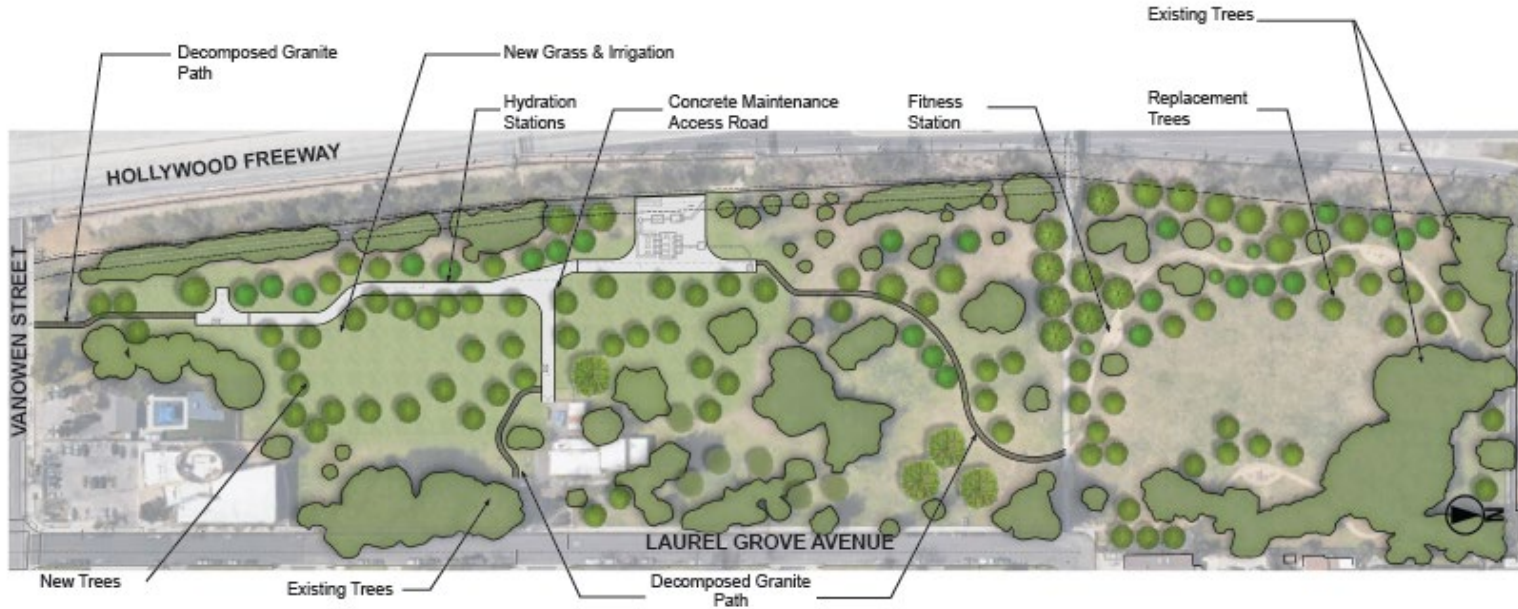 Existing Trees
Decomposed Granite
Path
New Grass & Irrigation
Hydration
Stations
Concrete Maintenance
Access Road
Fitness
Station
Replacement
Trees
HOLLYWOOD FREEWAY
VANOWEN STREET
N
LAUREL GROVE AVENUE
New Trees
Existing Trees
Decomposed Granite
Path